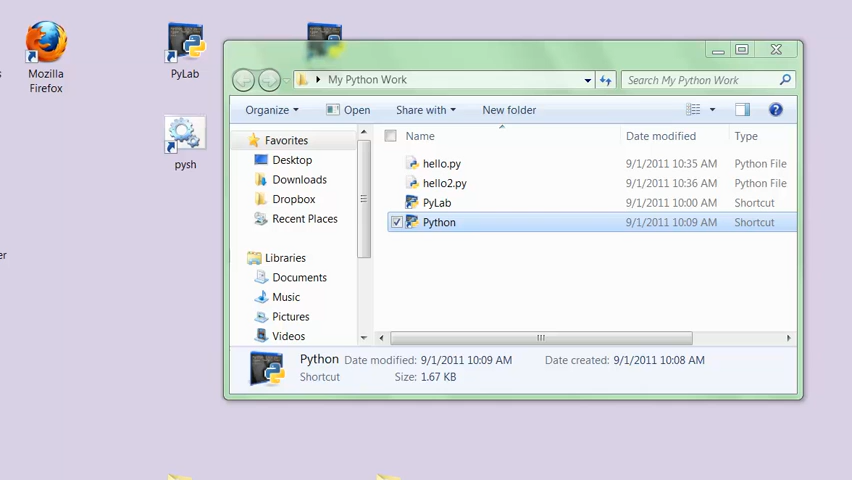 Mozilla
Firefox
PyLab
pysh
My Python Work
Search My Python Work
Organize
Open
Share with
New folder
Name
Date modified
Type
Favorites
Desktop
Downloads
Dropbox
Recent Places
Libraries
Documents
Music
Pictures
Videos
hello.py 9/1/2011 10:35 AM Python File
hello2.py 9/1/2011 10:36 AM Python File
PyLab 9/1/2011 10:00 AM Shortcut
Python 9/1/2011 10:09 AM Shortcut
Python Date modified: 9/1/2011 10:09 AM Date created: 9/1/2011 10:08 AM
Shortcut Size: 1.67 KB